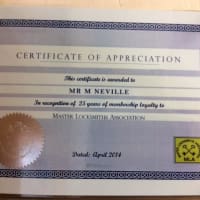 CERTIFICATE OF APPRECIATION
This certificate is awarded to
MR M NEVILLE
In recognition of 25 years of membership loyalty to
MASTER LOCKSMITHS ASSOCIATION
Dated: April 2014
MLA